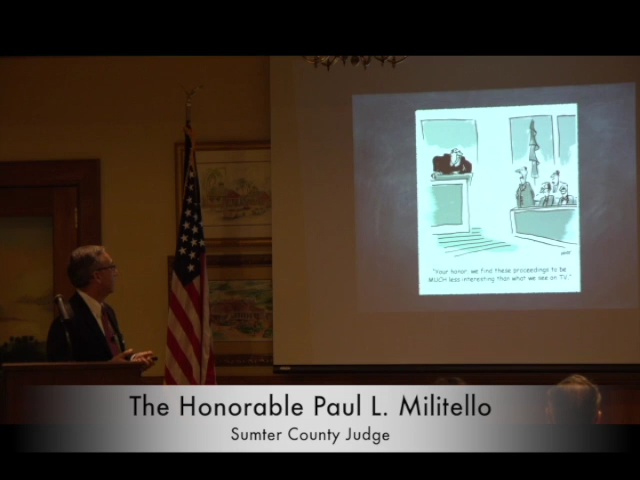 "Your honor: we find these proceedings to be
MUCH less interesting than what we see on TV."
The Honorable Paul L. Militello
Sumter County Judge